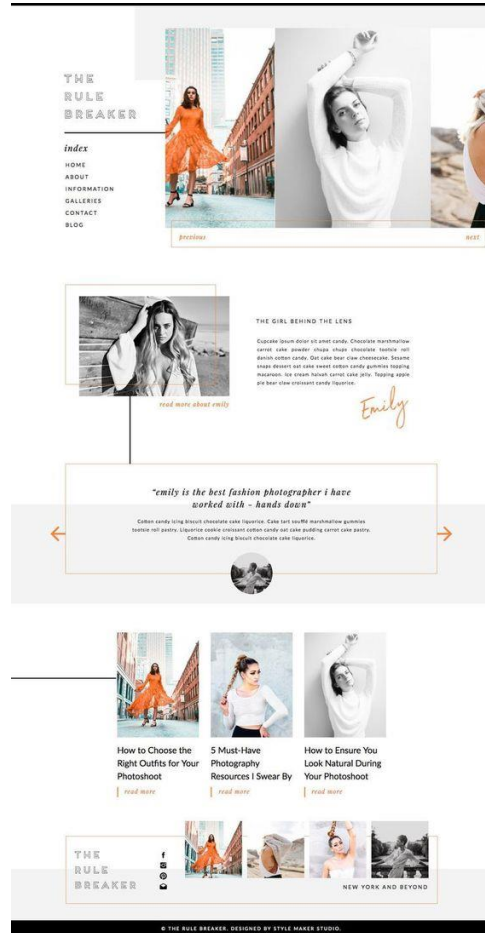 THE
RULE
BREAKER
index
HOME
ABOUT
INFORMATION
GALLERIES
CONTACT
BLOG
previous
next
THE GIRL BEHIND THE LENS
Cupcake ipsum dolor sit amet candy. Chocolate marshmallow
carrot cake powder chupa chups chocolate tootsie roll
danish cotton candy. Oat cake bear claw cheesecake. Sesame
snaps dessert oat cake sweet cotton candy gummies topping
macaroon. Ice cream halvah carrot cake jelly. Topping apple
pie bear claw croissant candy liquorice.
Emily
read more about emily
"emily is the best fashion photographer i have
worked with - hands down"
Cotton candy icing biscuit chocolate cake liquorice. Cake tart soufflé marshmallow gummies
tootsie roll pastry. Liquorice cookie croissant cotton candy oat cake pudding carrot cake pastry.
Cotton candy icing biscuit chocolate cake liquorice.
How to Choose the
Right Outfits for Your
Photoshoot
read more
5 Must-Have
Photography
Resources I Swear By
read more
How to Ensure You
Look Natural During
Your Photoshoot
read more
THE
RULE
BREAKER
NEW YORK AND BEYOND
© THE RULE BREAKER. DESIGNED BY STYLE MAKER STUDIO.